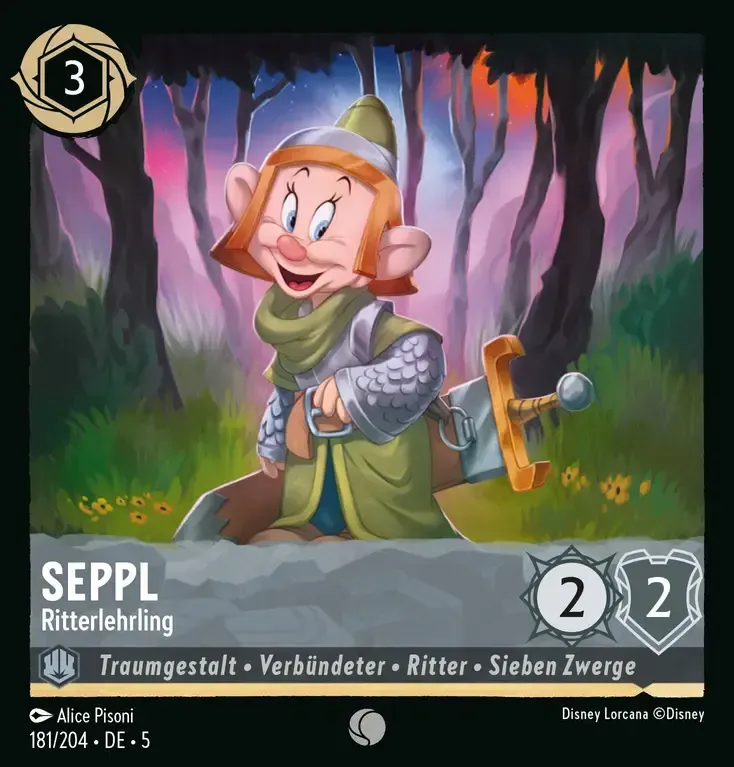 3
SEPPL
Ritterlehrling
2
2
Traumgestalt • Verbündeter • Ritter • Sieben Zwerge
Alice Pisoni
Disney Lorcana ©Disney
181/204 • DE • 5